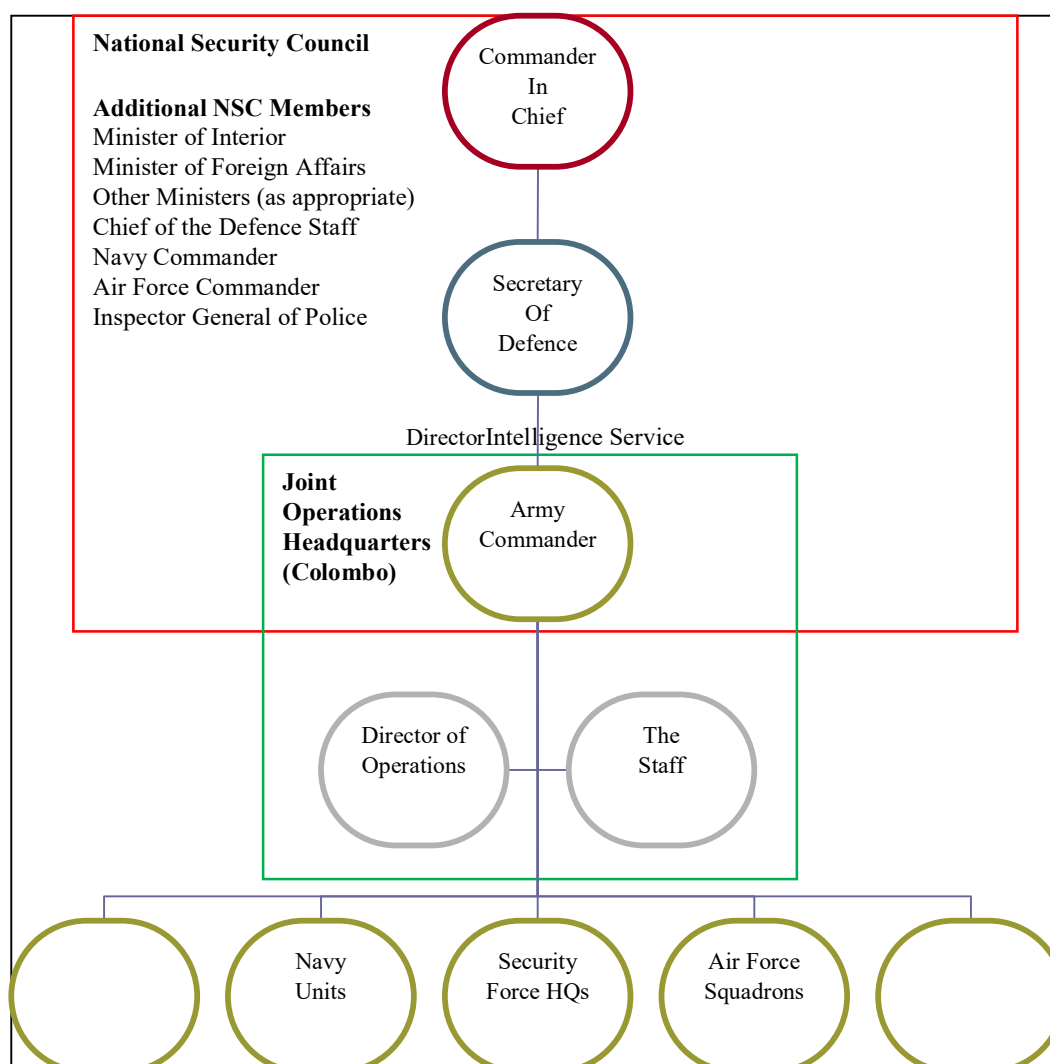 National Security Council
Additional NSC Members
Minister of Interior
Minister of Foreign Affairs
Other Ministers (as appropriate)
Chief of the Defence Staff
Navy Commander
Air Force Commander
Inspector General of Police
Commander
In
Chief
Secretary
Of
Defence
DirectorIntelligence Service
Joint
Operations
Headquarters
(Colombo)
Army
Commander
Director of
Operations
The
Staff
Navy
Units
Security
Force HQs
Air Force
Squadrons